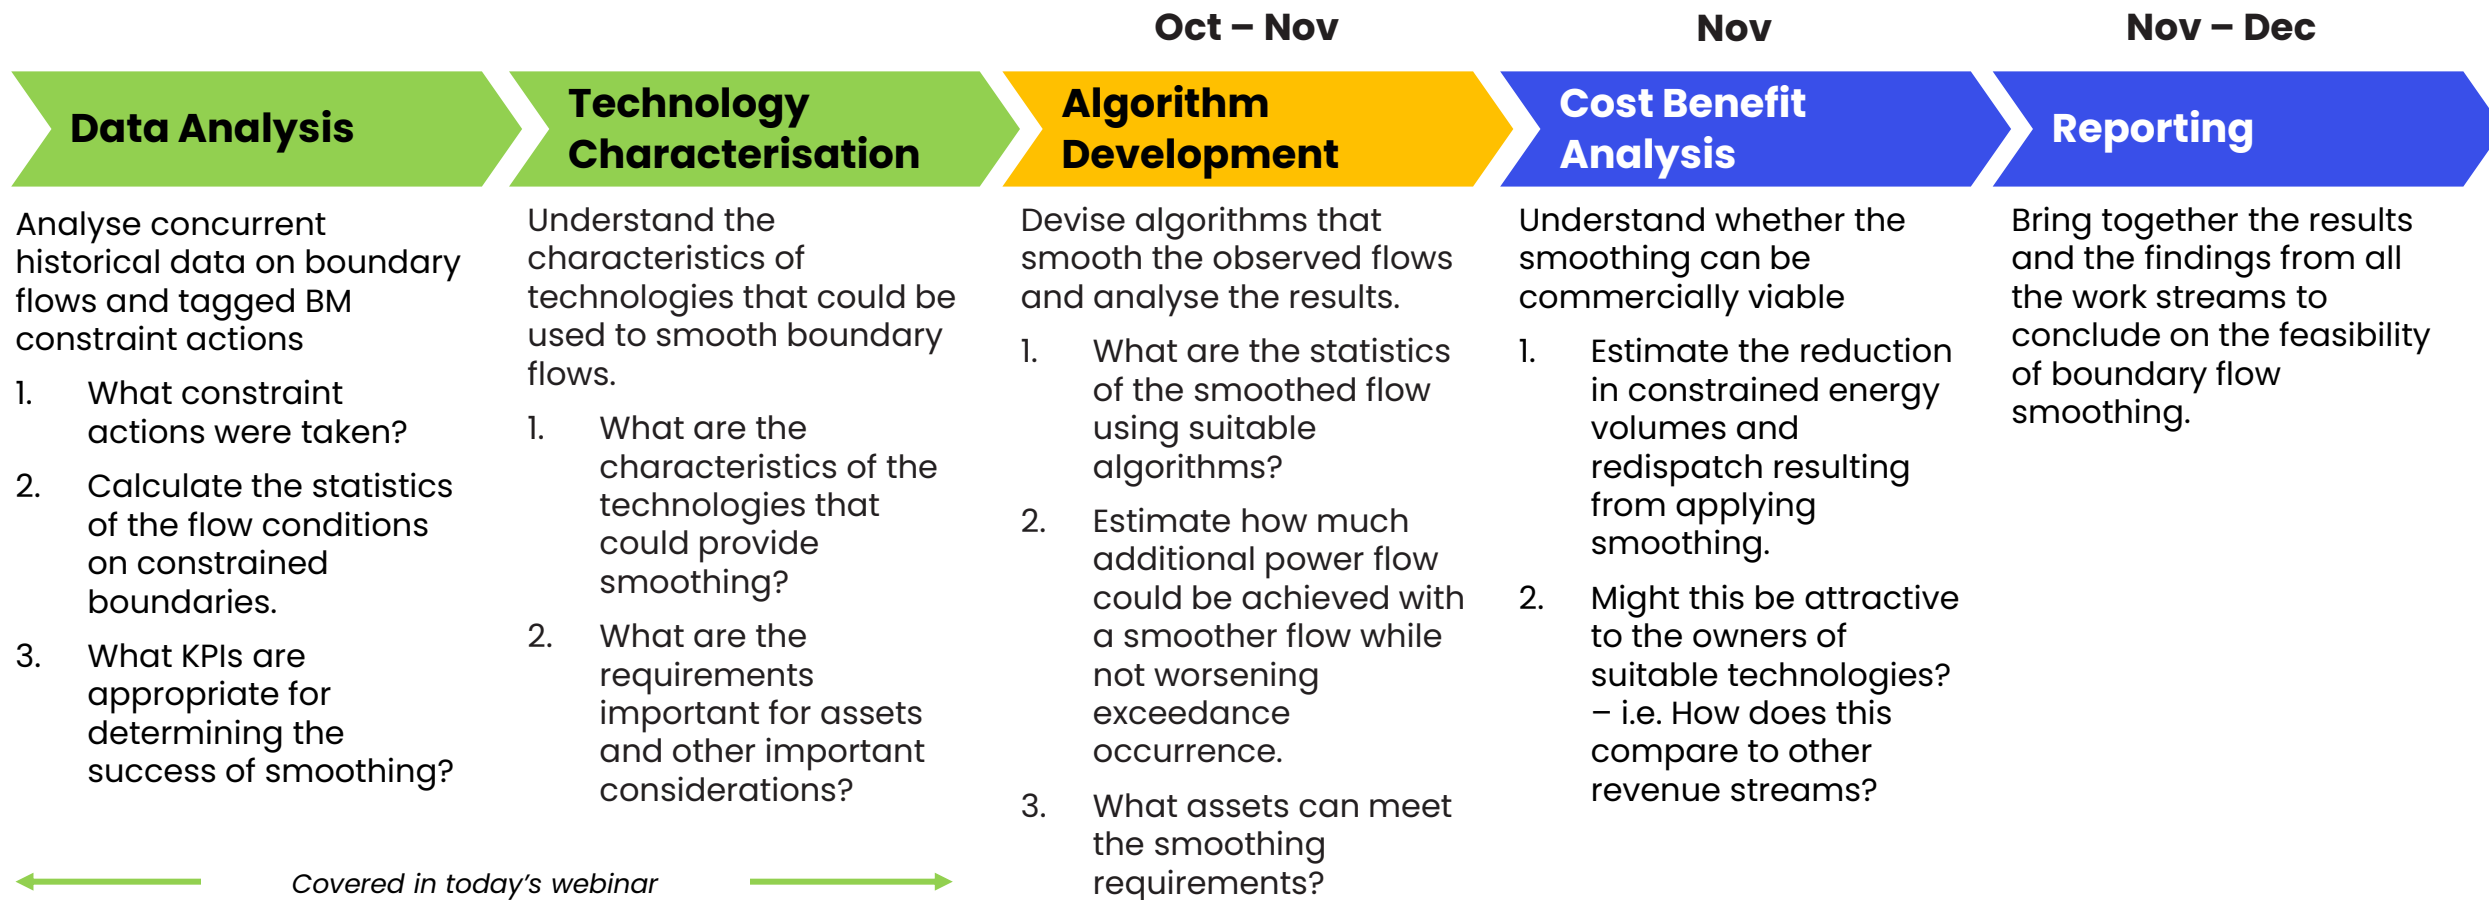 Oct – Nov
Nov
Nov – Dec
Data Analysis
Technology
Characterisation
Algorithm
Development
Cost Benefit
Analysis
Reporting
Analyse concurrent
historical data on boundary
flows and tagged BM
constraint actions
1. What constraint
actions were taken?
2. Calculate the statistics
of the flow conditions
on constrained
boundaries.
3. What KPIs are
appropriate for
determining the
success of smoothing?
Understand the
characteristics of
technologies that could be
used to smooth boundary
flows.
1. What are the
characteristics of the
technologies that
could provide
smoothing?
2. What are the
requirements
important for assets
and other important
considerations?
Devise algorithms that
smooth the observed flows
and analyse the results.
1. What are the statistics
of the smoothed flow
using suitable
algorithms?
2. Estimate how much
additional power flow
could be achieved with
a smoother flow while
not worsening
exceedance
occurrence.
3. What assets can meet
the smoothing
requirements?
Understand whether the
smoothing can be
commercially viable
1. Estimate the reduction
in constrained energy
volumes and
redispatch resulting
from applying
smoothing.
2. Might this be attractive
to the owners of
suitable technologies?
– i.e. How does this
compare to other
revenue streams?
Bring together the results
and the findings from all
the work streams to
conclude on the feasibility
of boundary flow
smoothing.
Covered in today's webinar